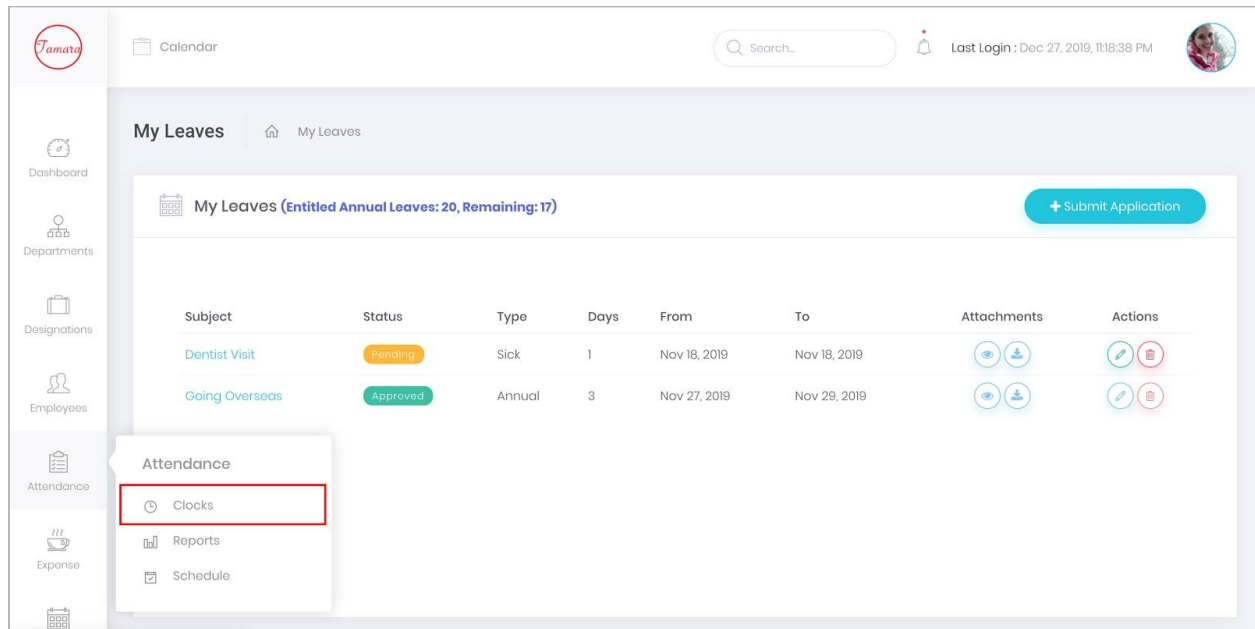 Tamara
Calendar
Search...
Last Login : Dec 27, 2019, 11:18:38 PM
My Leaves
My Leaves
Dashboard
Departments
Designations
Employees
Attendance
Expense
My Leaves (Entitled Annual Leaves: 20, Remaining: 17)
+ Submit Application
Subject Status Type Days From To Attachments Actions
Dentist Visit Pending Sick 1 Nov 18, 2019 Nov 18, 2019
Going Overseas Approved Annual 3 Nov 27, 2019 Nov 29, 2019
Attendance
Clocks
Reports
Schedule